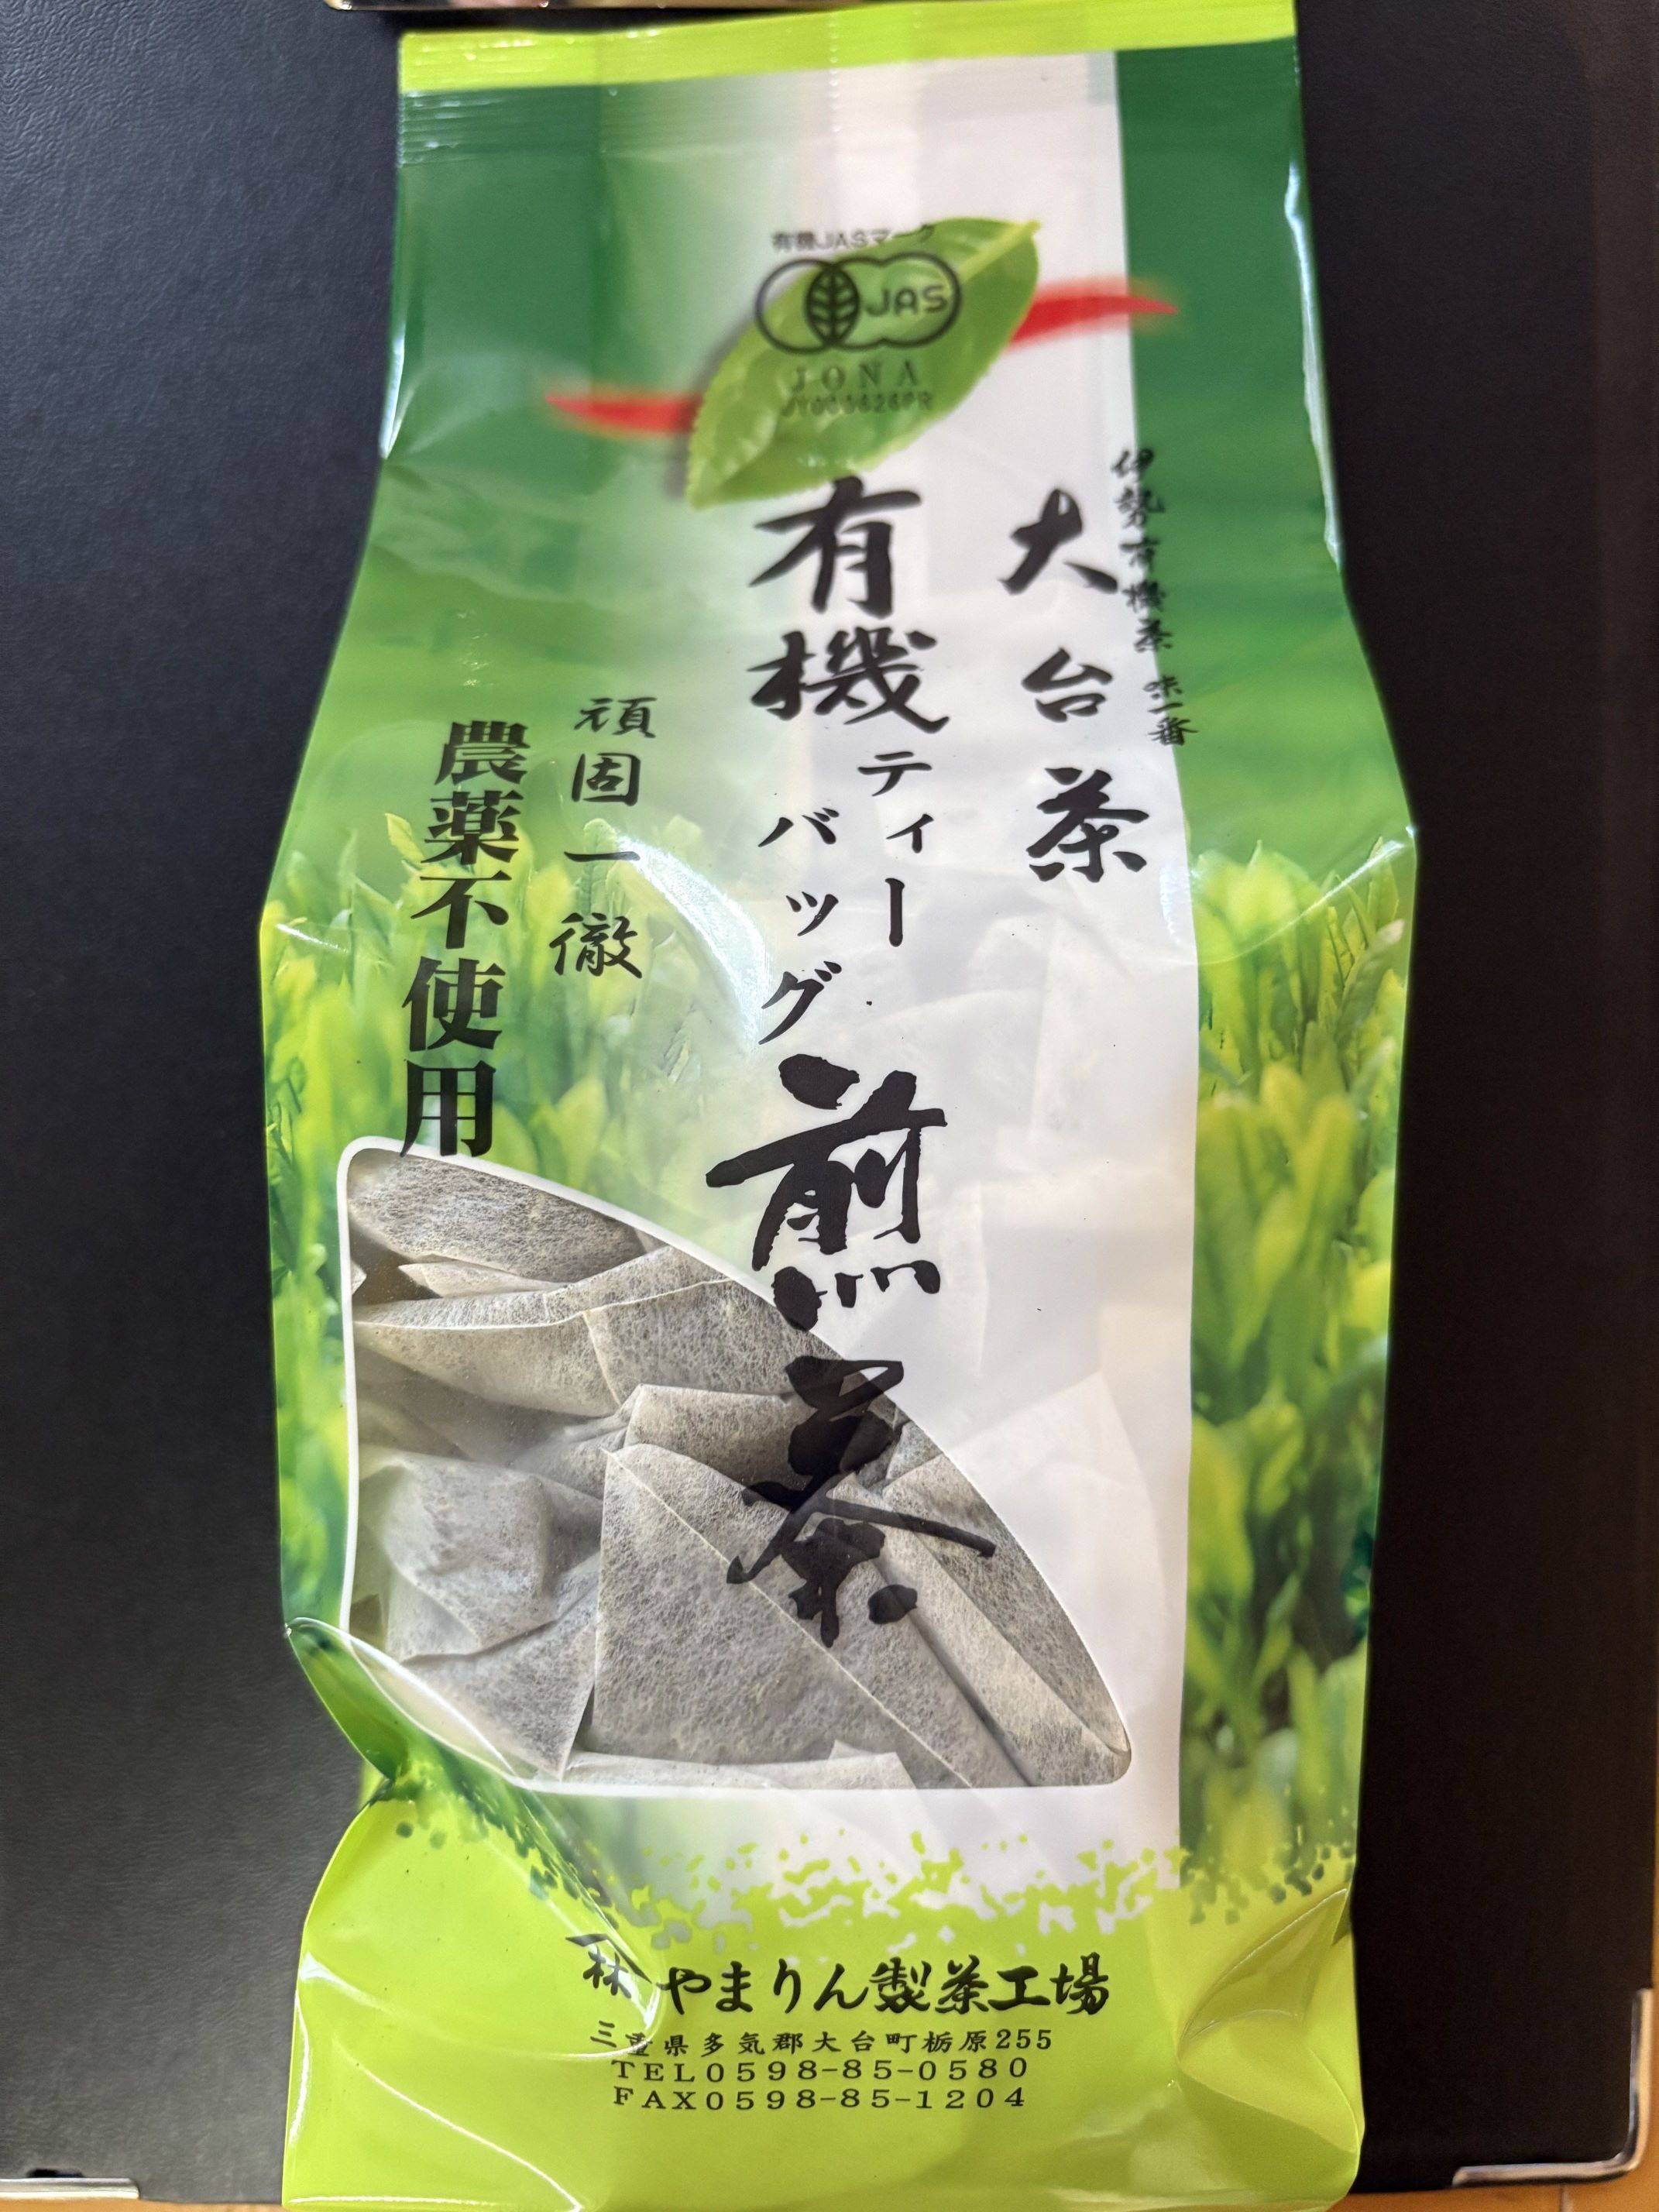 有機JASマーク
JAS
JONA
伊勢有機茶 味一番
大台茶
有機
ティー
バッグ
煎茶
頑固一徹
農薬不使用
林 やまりん製茶工場
三重県多気郡大台町栃原255
TEL0598-85-0580
FAX0598-85-1204